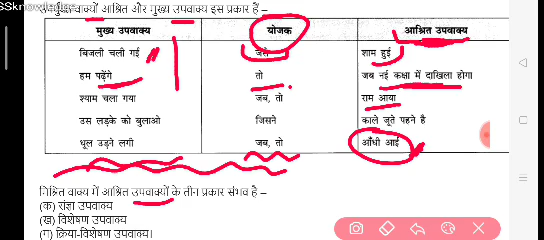 उपवाक्यों आश्रित और मुख्य उपवाक्य इस प्रकार हैं –
मुख्य उपवाक्य योजक आश्रित उपवाक्य
बिजली चली गई जैसे शाम हुई
हम पढ़ेंगे तो जब नई कक्षा में दाखिला होगा
श्याम चला गया जब, तो राम आया
उस लड़के को बुलाओ जिसने काले जूते पहने है
धूल उड़ने लगी जब, तो आँधी आई
मिश्रित वाक्य में आश्रित उपवाक्यों के तीन प्रकार संभव है –
(क) संज्ञा उपवाक्य
(ख) विशेषण उपवाक्य
(ग) क्रिया-विशेषण उपवाक्य।